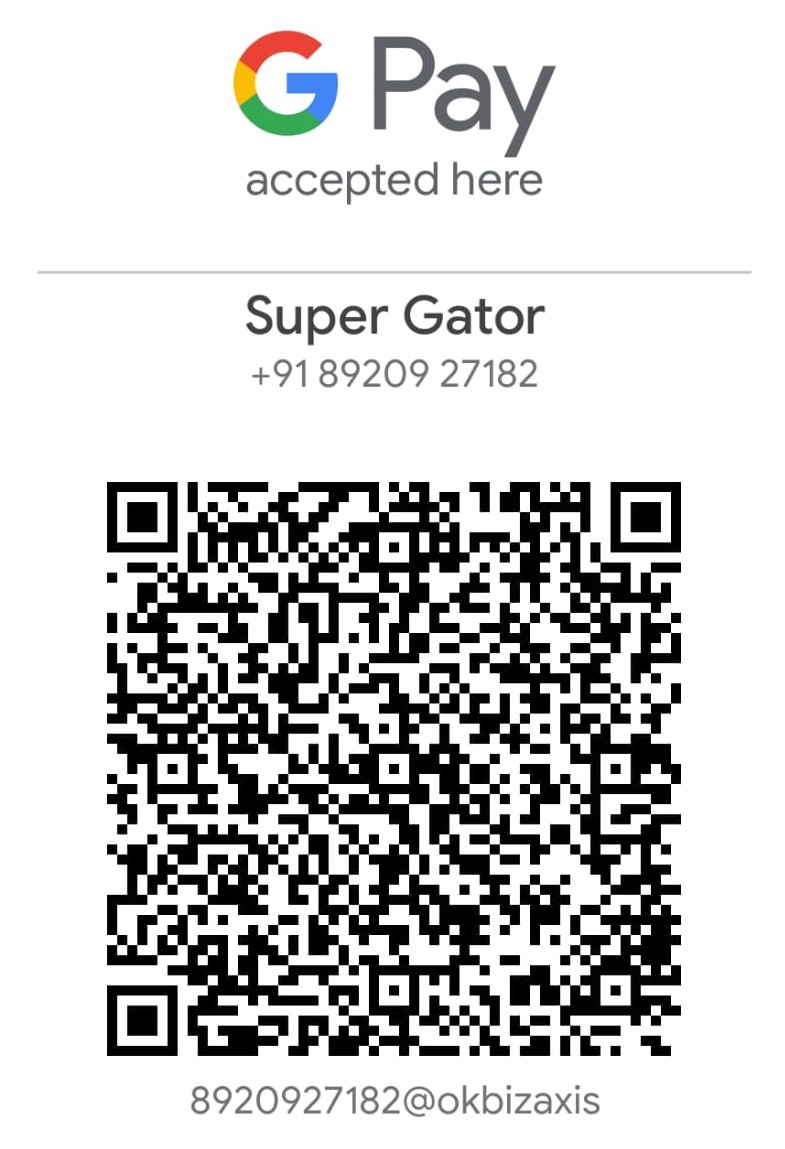 G Pay
accepted here
Super Gator
+91 89209 27182
8920927182@okbizaxis